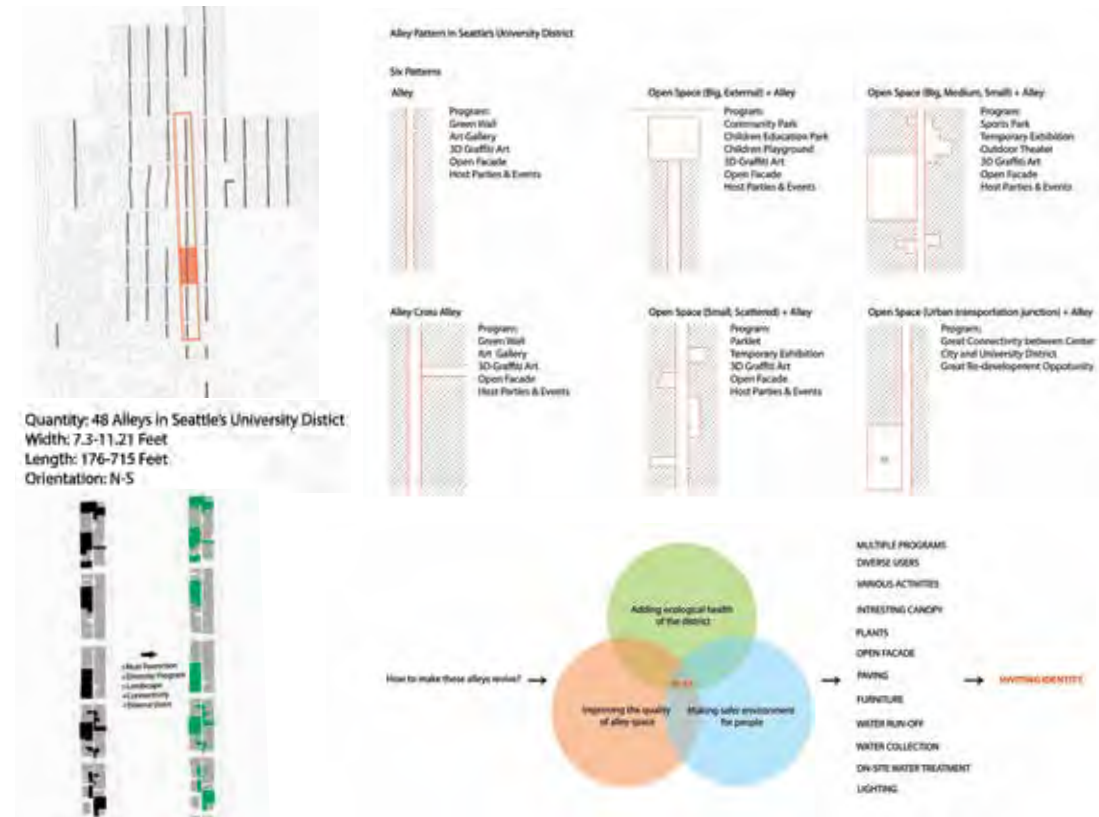 Alley Pattern in Seattle's University District
Six Patterns
Alley
Program:
Green Wall
Art Gallery
3D Graffiti Art
Open Facade
Host Parties & Events
Open Space (Big, External) + Alley
Program:
Community Park
Children Education Park
Children Playground
3D Graffiti Art
Open Facade
Host Parties & Events
Open Space (Big, Medium, Small) + Alley
Program:
Sports Park
Temporary Exhibition
Outdoor Theater
3D Graffiti Art
Open Facade
Host Parties & Events
Alley Cross Alley
Program:
Green Wall
Art Gallery
3D Graffiti Art
Open Facade
Host Parties & Events
Open Space (Small, Scattered) + Alley
Program:
Parklet
Temporary Exhibition
3D Graffiti Art
Open Facade
Host Parties & Events
Open Space (Urban transportation junction) + Alley
Program:
Great Connectivity between Center
City and University District
Great Re-development Oppotunity
Quantity: 48 Alleys in Seattle's University Distict
Width: 7.3-11.21 Feet
Length: 176-715 Feet
Orientation: N-S
+Diversity Program
+Landscape
+Connectivity
+Diverse Users
How to make these alleys revive?
Adding ecological health
of the district
Improving the quality
of alley space
Making safer environment
for people
MULTIPLE PROGRAMS
DIVERSE USERS
VARIOUS ACTIVITIES
INTRESTING CANOPY
PLANTS
OPEN FACADE
PAVING
FURNITURE
WATER RUN-OFF
WATER COLLECTION
ON-SITE WATER TREATMENT
LIGHTING
INVITING IDENTITY